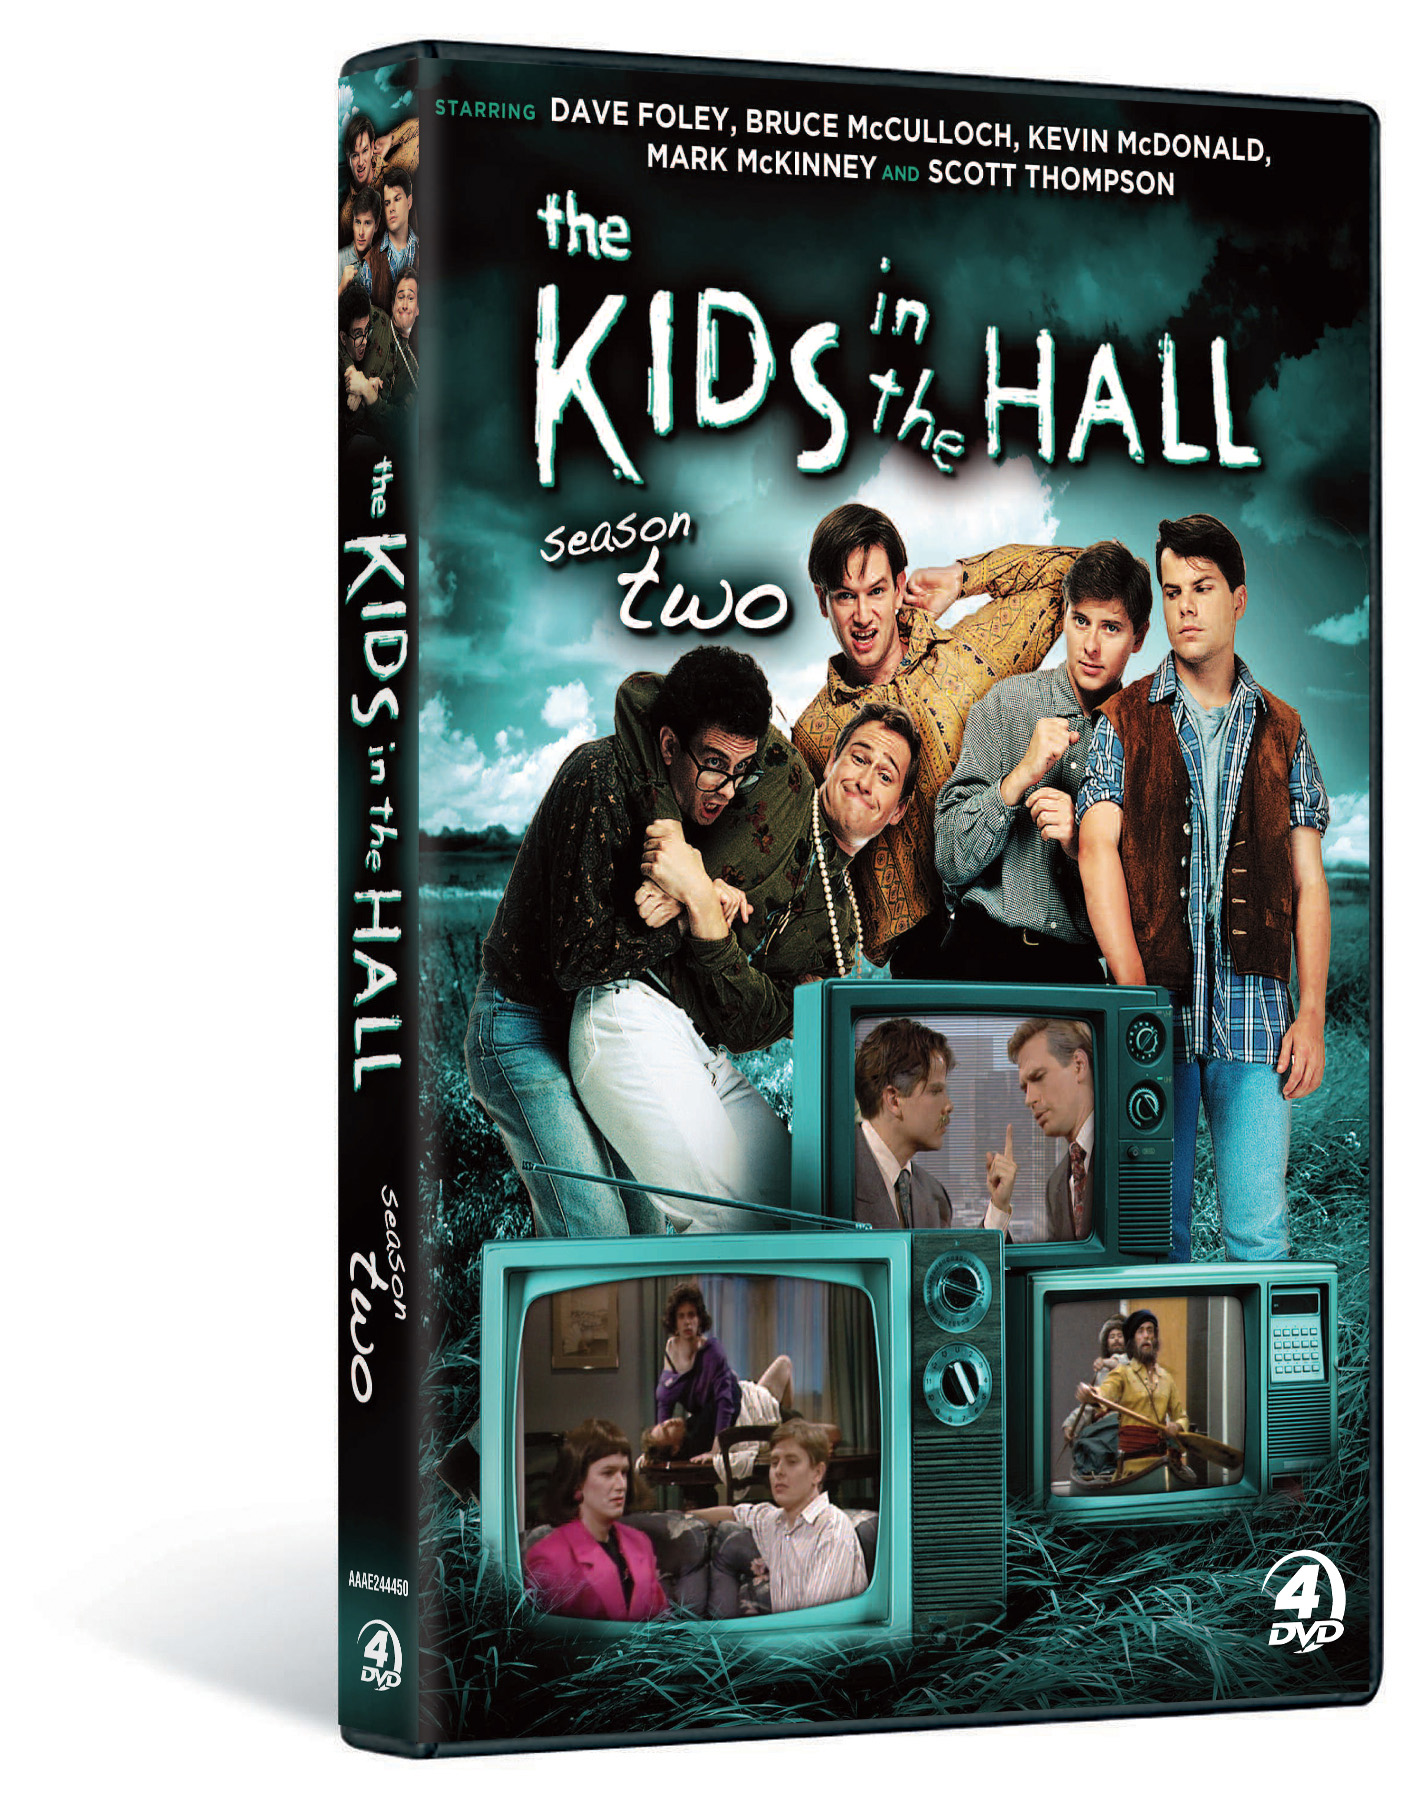 STARRING DAVE FOLEY, BRUCE McCULLOCH, KEVIN McDONALD,
MARK McKINNEY AND SCOTT THOMPSON
the
KIDS in the HALL
season
two
4
DVD
the KIDS in the HALL
season
two
AAAE244450
4
DVD